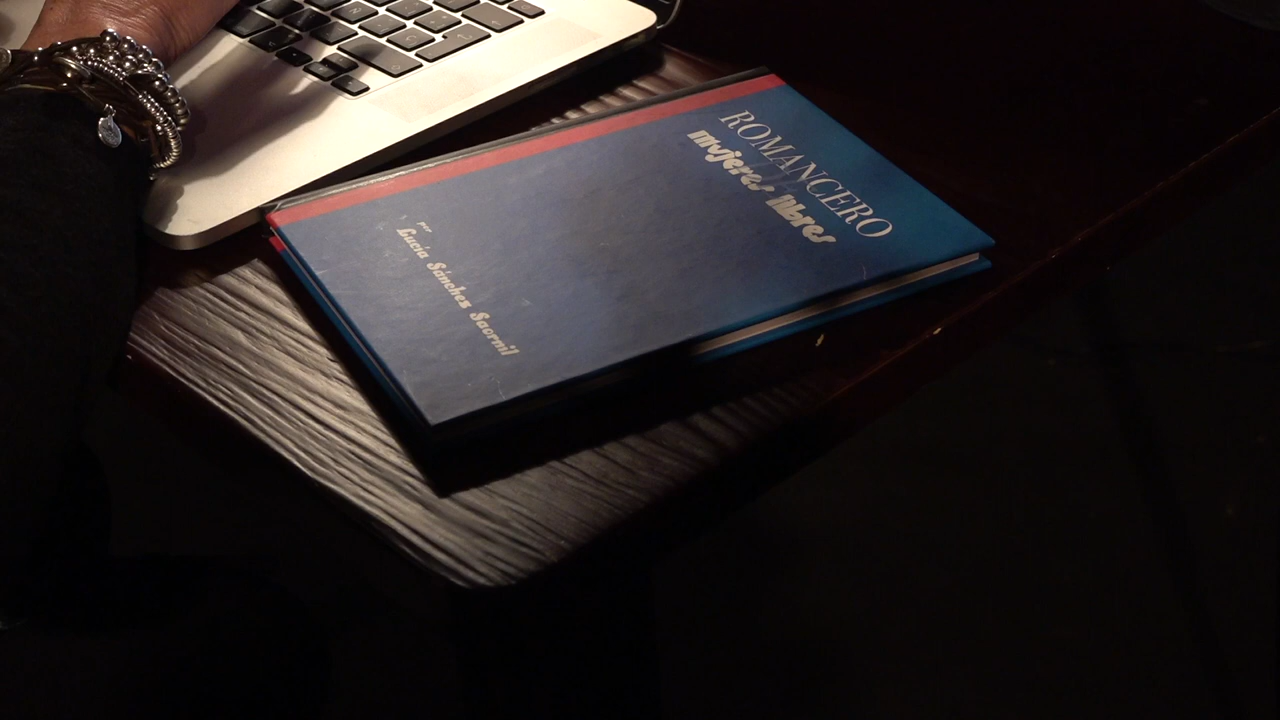 ROMANCERO
mujeres libres
por
Lucía Sánchez Saornil
Ñ
Ç